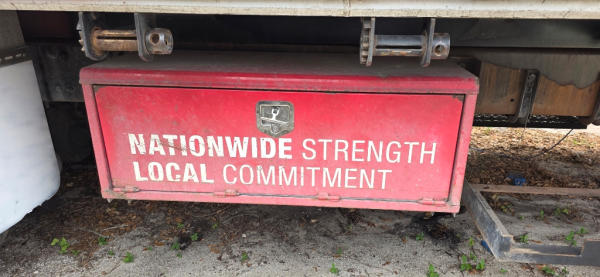 NATIONWIDE STRENGTH
LOCAL COMMITMENT